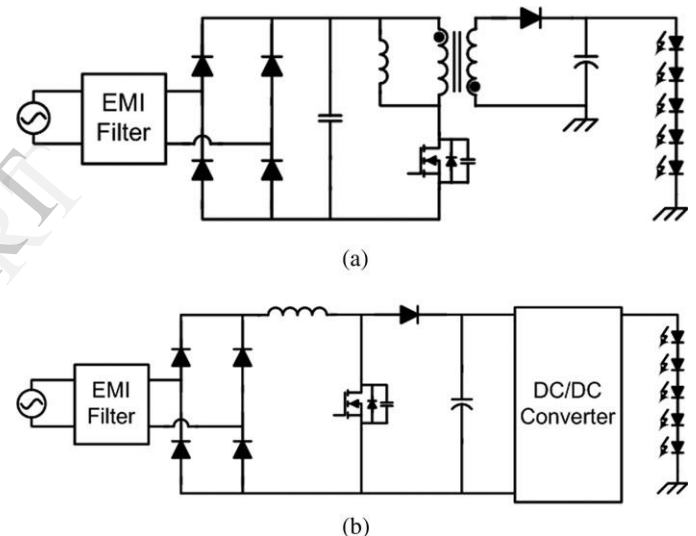 EMI
Filter
(a)
EMI
Filter
DC/DC
Converter
(b)